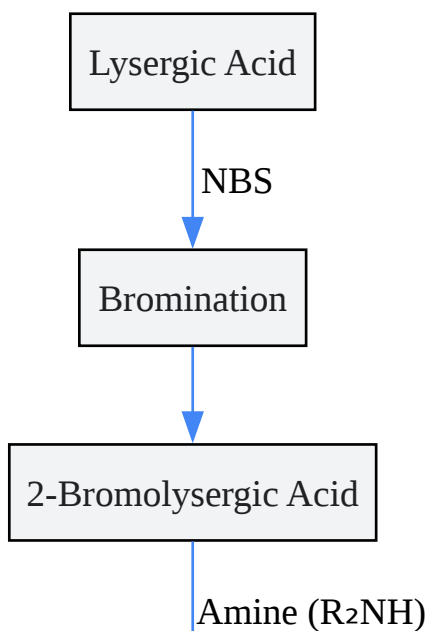 Lysergic Acid
NBS
Bromination
2-Bromolysergic Acid
Amine (R₂NH)